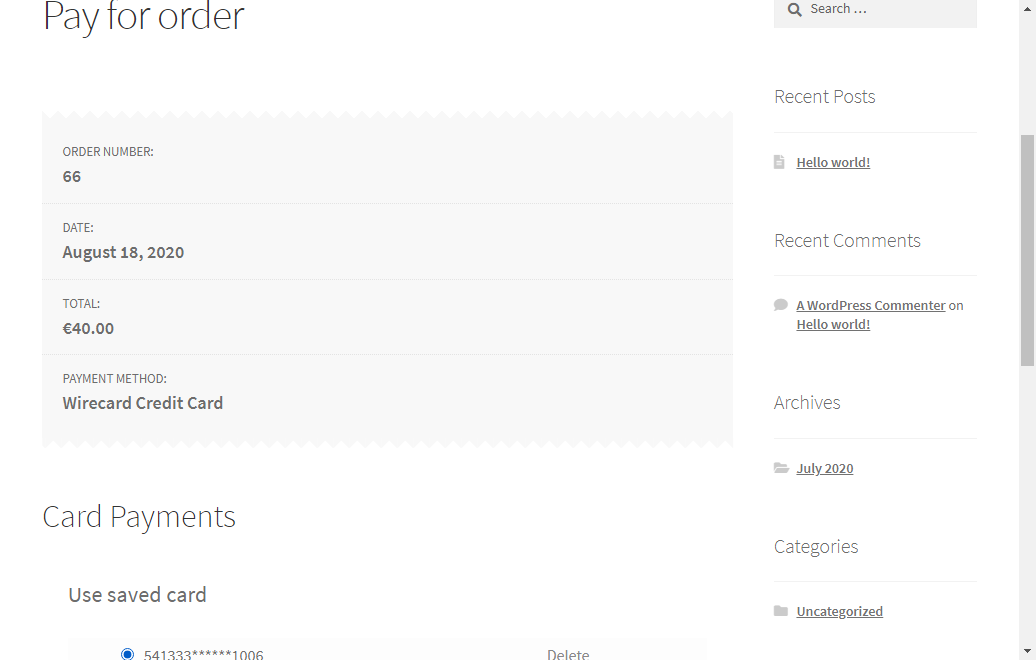 Pay for order
ORDER NUMBER:
66
DATE:
August 18, 2020
TOTAL:
€40.00
PAYMENT METHOD:
Wirecard Credit Card
Card Payments
Use saved card
541333******1006 Delete
Search …
Recent Posts
Hello world!
Recent Comments
A WordPress Commenter on
Hello world!
Archives
July 2020
Categories
Uncategorized